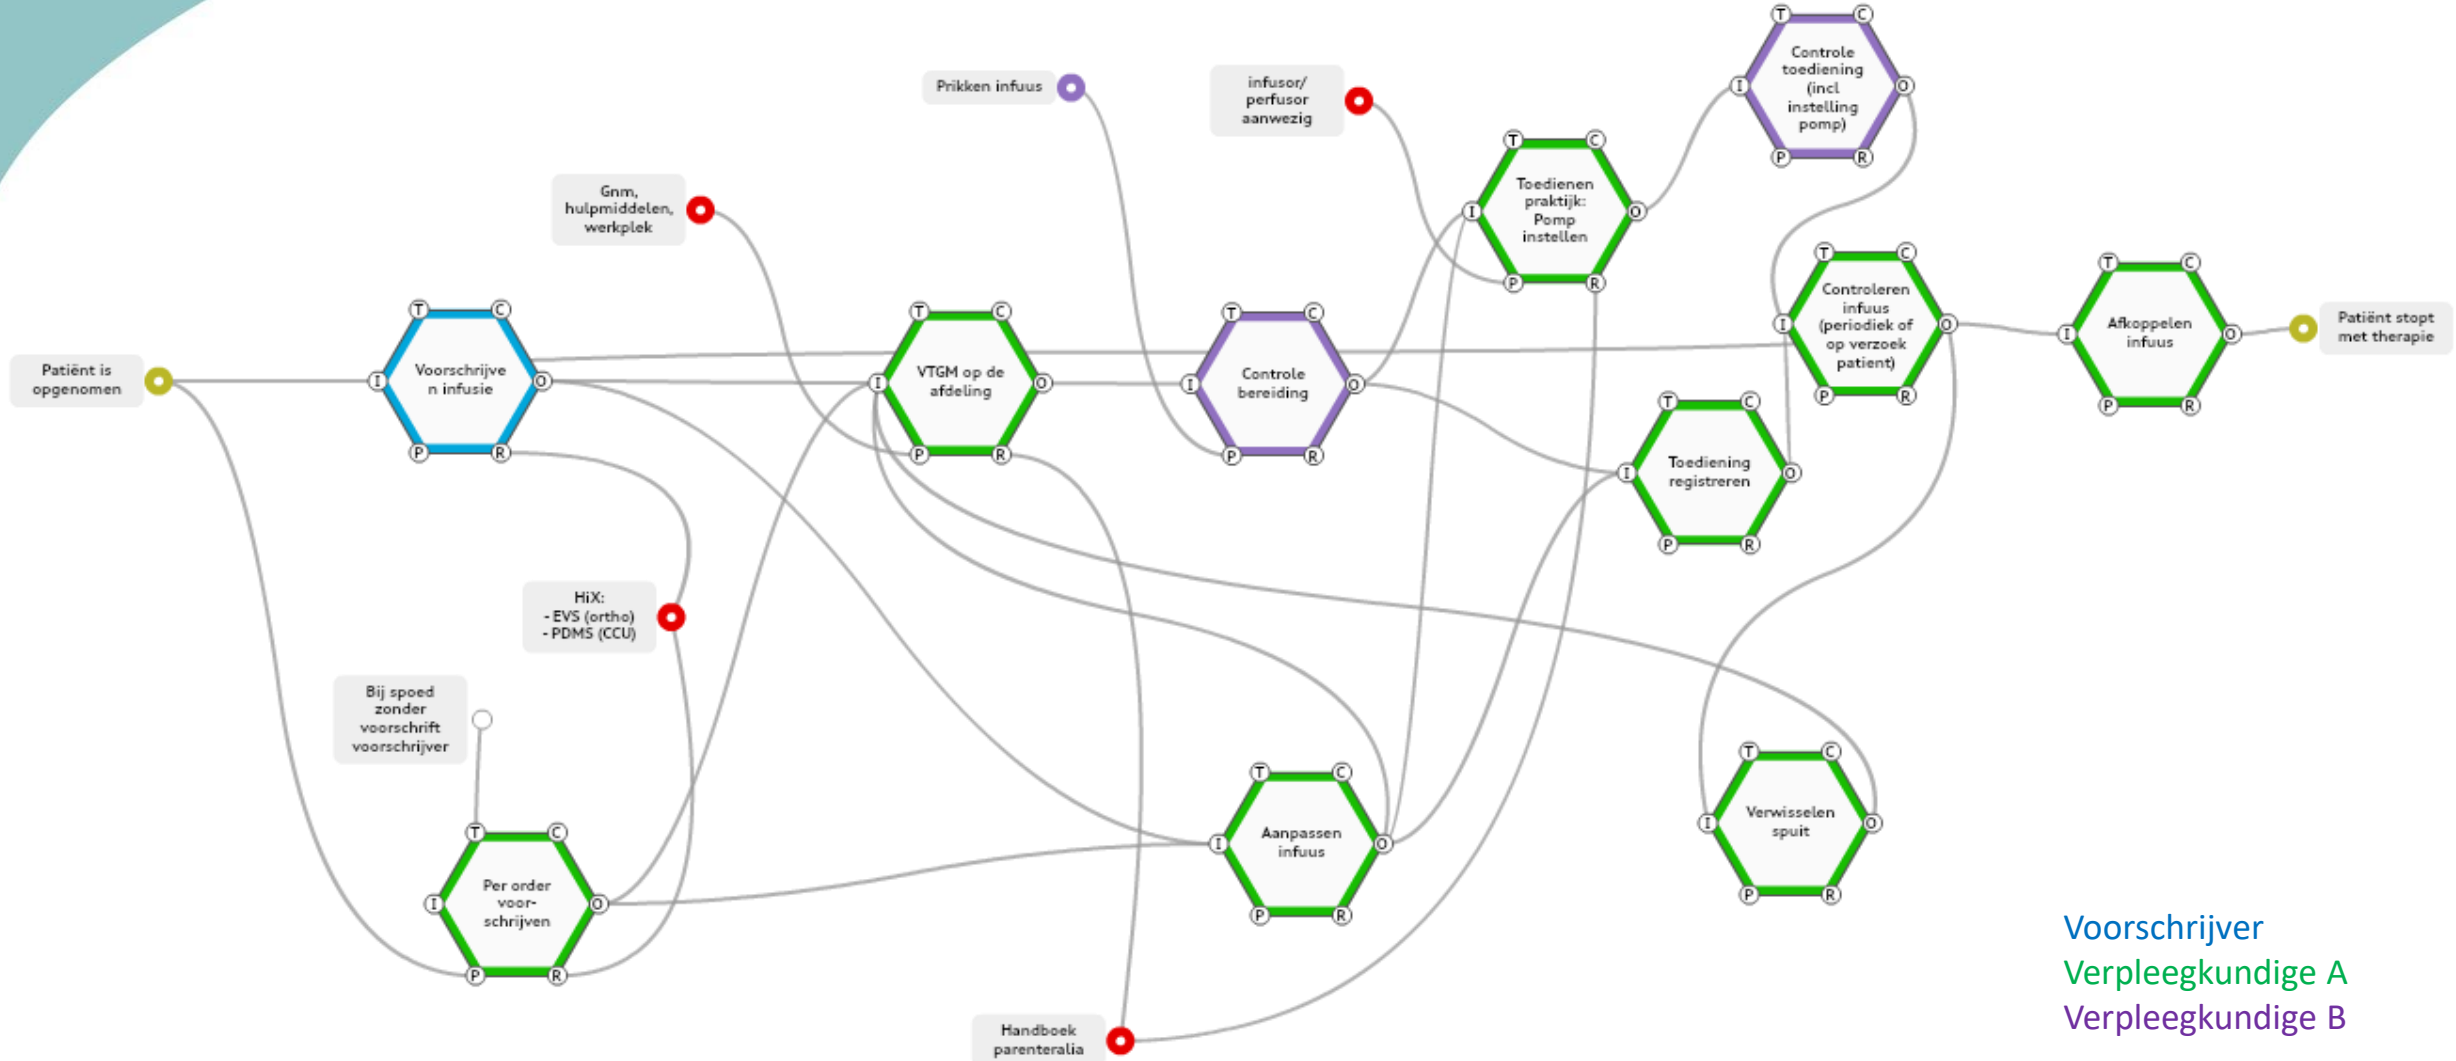 T
C
Controle
toediening
(incl
instelling
pomp)
I
O
P
R
Prikken infuus
infusor/
perfusor
aanwezig
T
C
Toedienen
praktijk:
Pomp
instellen
I
O
P
R
Gnm,
hulpmiddelen,
werkplek
Patiënt is
opgenomen
T
C
Voorschrijve
n infusie
I
O
P
R
T
C
VTGM op de
afdeling
I
O
P
R
T
C
Controle
bereiding
I
O
P
R
T
C
Controleren
infuus
(periodiek of
op verzoek
patient)
I
O
P
R
T
C
Afkoppelen
infuus
I
O
P
R
Patiënt stopt
met therapie
T
C
Toediening
registreren
I
O
P
R
HiX:
- EVS (ortho)
- PDMS (CCU)
Bij spoed
zonder
voorschrift
voorschrijver
T
C
Per order
voor-
schrijven
I
O
P
R
T
C
Aanpassen
infuus
I
O
P
R
T
C
Verwisselen
spuit
I
O
P
R
Handboek
parenteralia
Voorschrijver
Verpleegkundige A
Verpleegkundige B